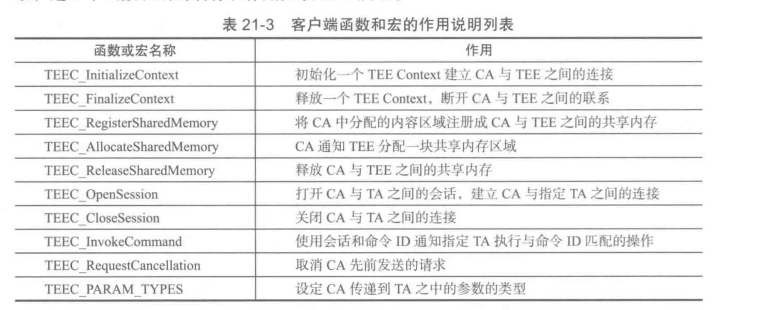 表 21-3 客户端函数和宏的作用说明列表
函数或宏名称 作用
TEEC_InitializeContext 初始化一个 TEE Context 建立 CA 与 TEE 之间的连接
TEEC_FinalizeContext 释放一个 TEE Context，断开 CA 与 TEE 之间的联系
TEEC_RegisterSharedMemory 将 CA 中分配的内容区域注册成 CA 与 TEE 之间的共享内存
TEEC_AllocateSharedMemory CA 通知 TEE 分配一块共享内存区域
TEEC_ReleaseSharedMemory 释放 CA 与 TEE 之间的共享内存
TEEC_OpenSession 打开 CA 与 TA 之间的会话，建立 CA 与指定 TA 之间的连接
TEEC_CloseSession 关闭 CA 与 TA 之间的连接
TEEC_InvokeCommand 使用会话和命令 ID 通知指定 TA 执行与命令 ID 匹配的操作
TEEC_RequestCancellation 取消 CA 先前发送的请求
TEEC_PARAM_TYPES 设定 CA 传递到 TA 之中的参数的类型